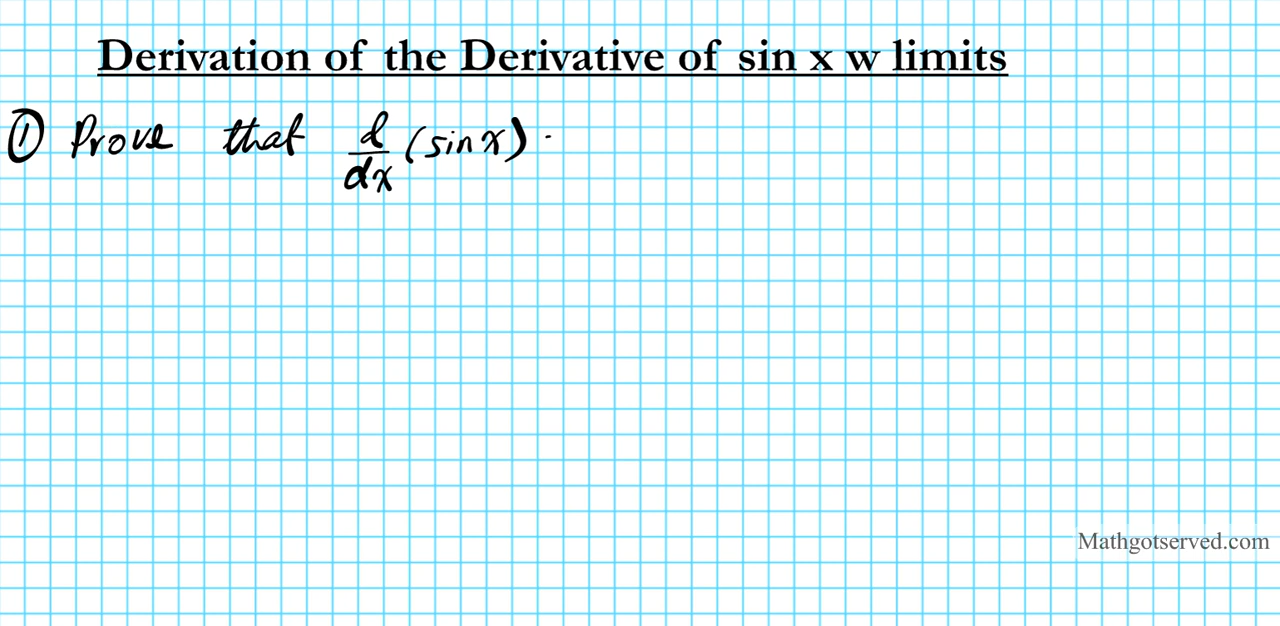 Derivation of the Derivative of sin x w limits
① Prove that d/dx (sin x) -
Mathgotserved.com